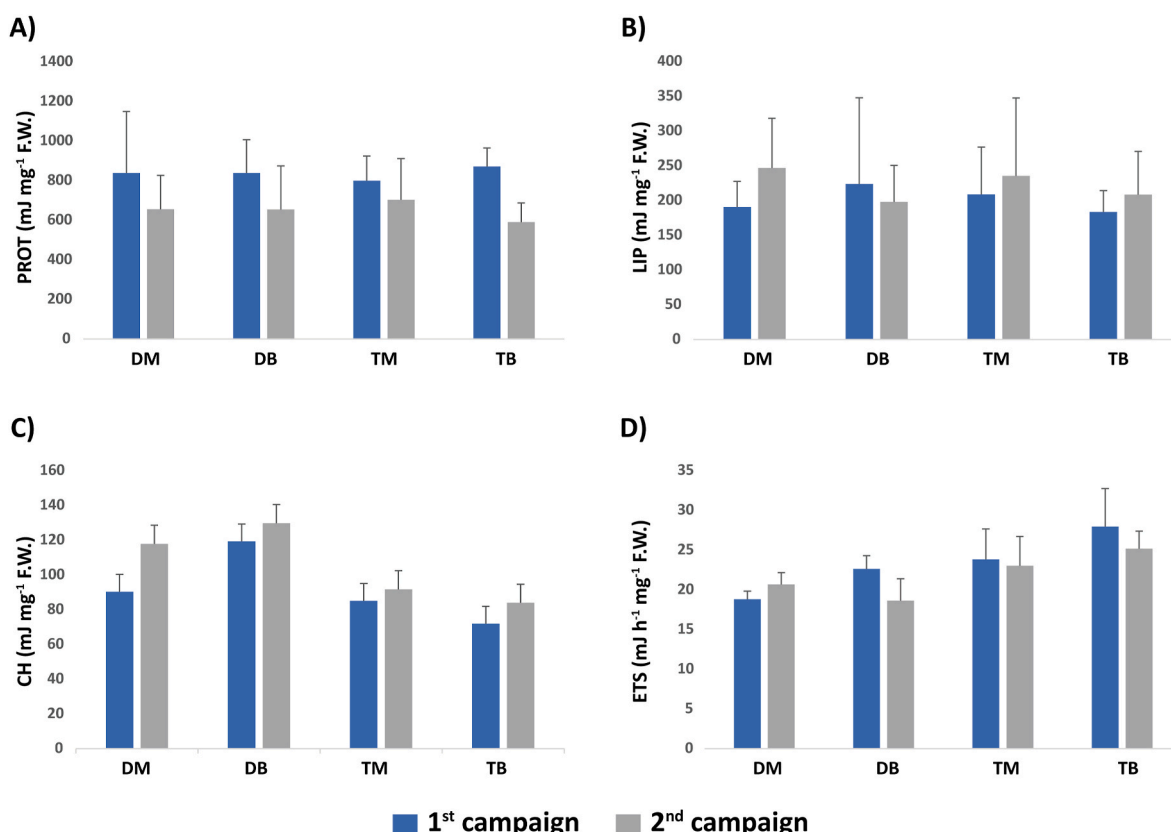 A)
1400
1200
1000
800
600
400
200
0
PROT (mJ mg⁻¹ F.W.)
DM DB TM TB
B)
400
350
300
250
200
150
100
50
0
LIP (mJ mg⁻¹ F.W.)
DM DB TM TB
C)
160
140
120
100
80
60
40
20
0
CH (mJ mg⁻¹ F.W.)
DM DB TM TB
D)
35
30
25
20
15
10
5
0
ETS (mJ h⁻¹ mg⁻¹ F.W.)
DM DB TM TB
1ˢᵗ campaign 2ⁿᵈ campaign